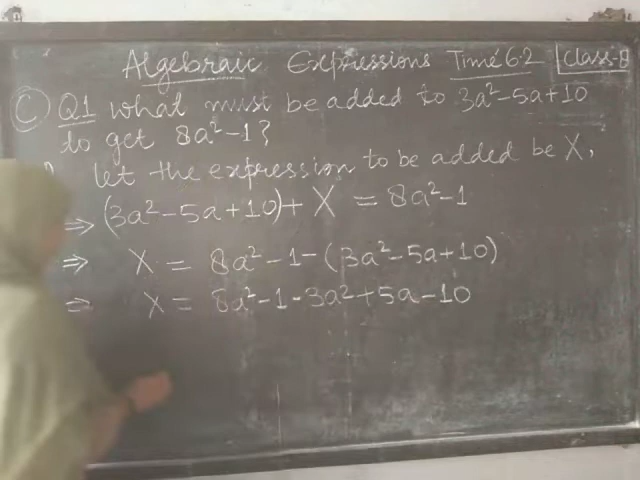 Algebraic Expressions Time 6.2 Class-8
C Q1 what must be added to 3a²-5a+10
to get 8a²-1?
let the expression to be added be X,
⇒ (3a²-5a+10)+ X = 8a²-1
⇒ X = 8a²-1-(3a²-5a+10)
⇒ X = 8a²-1-3a²+5a-10